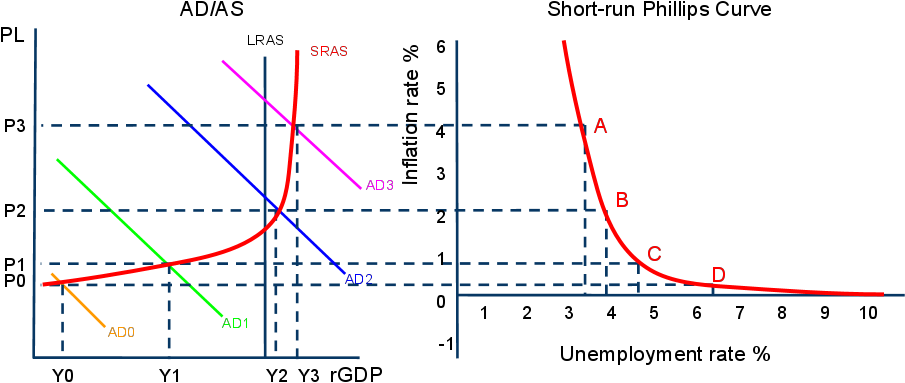 AD/AS
Short-run Phillips Curve
PL
LRAS
SRAS
P3
P2
P1
P0
AD3
AD2
AD1
AD0
Y0
Y1
Y2
Y3
rGDP
Inflation rate %
6
5
4
3
2
1
0
-1
A
B
C
D
1 2 3 4 5 6 7 8 9 10
Unemployment rate %